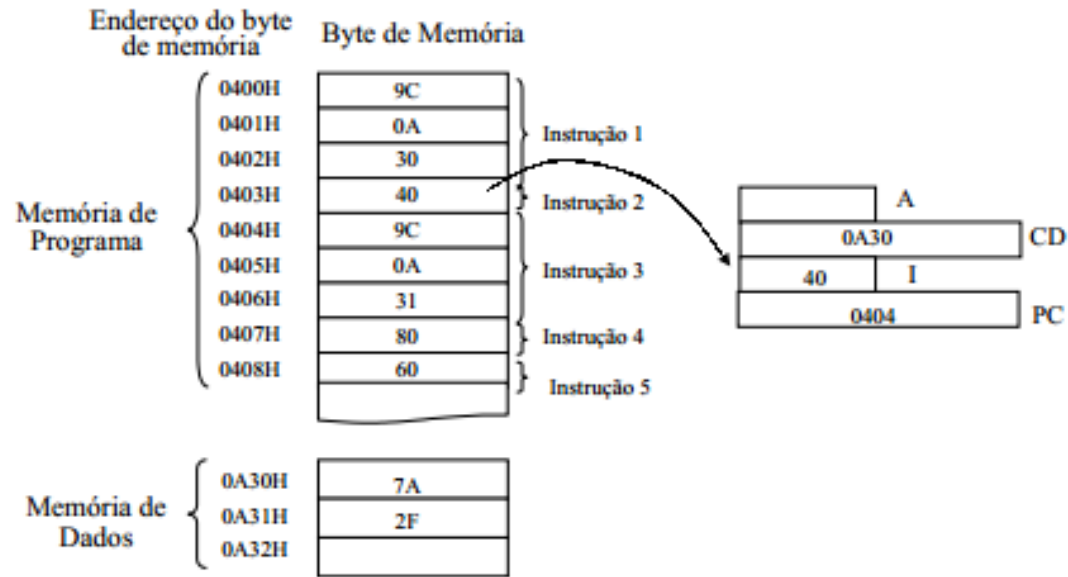 Endereço do byte
de memória
Byte de Memória
Memória de
Programa
0400H 9C
0401H 0A
0402H 30
Instrução 1
0403H 40
Instrução 2
0404H 9C
0405H 0A
0406H 31
Instrução 3
0407H 80
Instrução 4
0408H 60
Instrução 5
A
0A30 CD
40 I
0404 PC
Memória de
Dados
0A30H 7A
0A31H 2F
0A32H